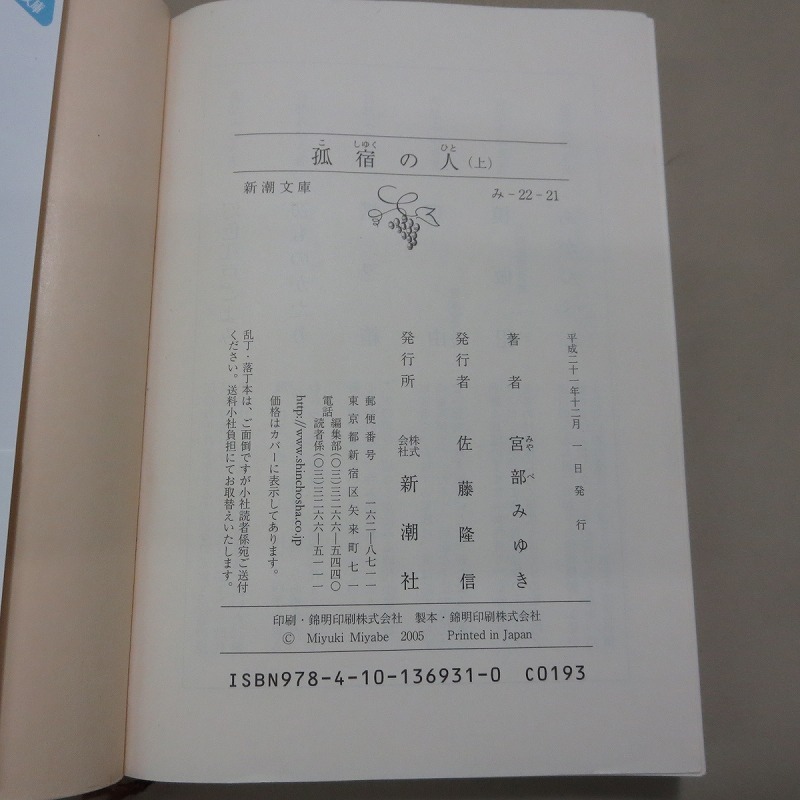 孤宿の人（上）
こ しゆく ひと
新潮文庫
み-22-21
平成二十一年十二月 一 日 発 行
著者 宮部みゆき
みや べ
発行者 佐藤隆信
発行所 株式会社 新潮社
郵便番号 一六二―八七一一
東京都新宿区矢来町七一
電話 編集部(〇三)三二六六―五四四〇
読者係(〇三)三二六六―五一一一
http://www.shinchosha.co.jp
価格はカバーに表示してあります。
乱丁・落丁本は、ご面倒ですが小社読者係宛ご送付
ください。送料小社負担にてお取替えいたします。
印刷・錦明印刷株式会社 製本・錦明印刷株式会社
© Miyuki Miyabe 2005 Printed in Japan
ISBN978-4-10-136931-0 C0193